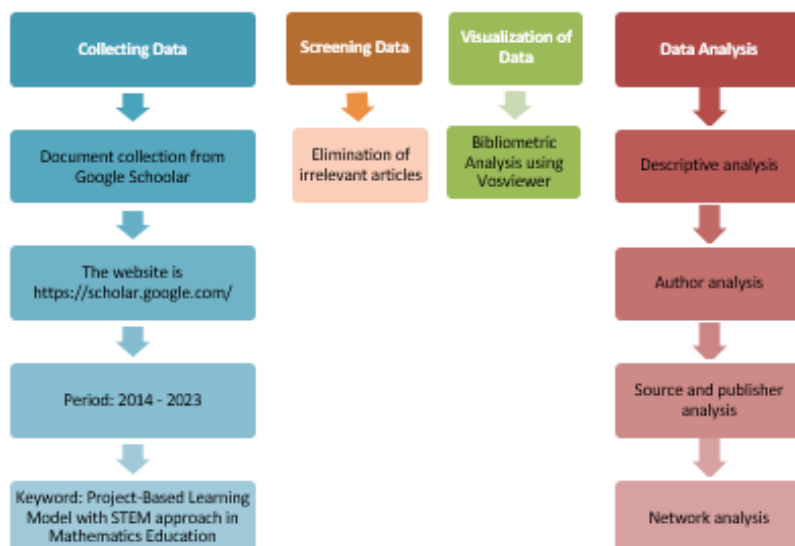 Collecting Data
Document collection from
Google Schoolar
The website is
https://scholar.google.com/
Period: 2014 - 2023
Keyword: Project-Based Learning
Model with STEM approach in
Mathematics Education
Screening Data
Elimination of
irrelevant articles
Visualization of
Data
Bibliometric
Analysis using
Vosviewer
Data Analysis
Descriptive analysis
Author analysis
Source and publisher
analysis
Network analysis